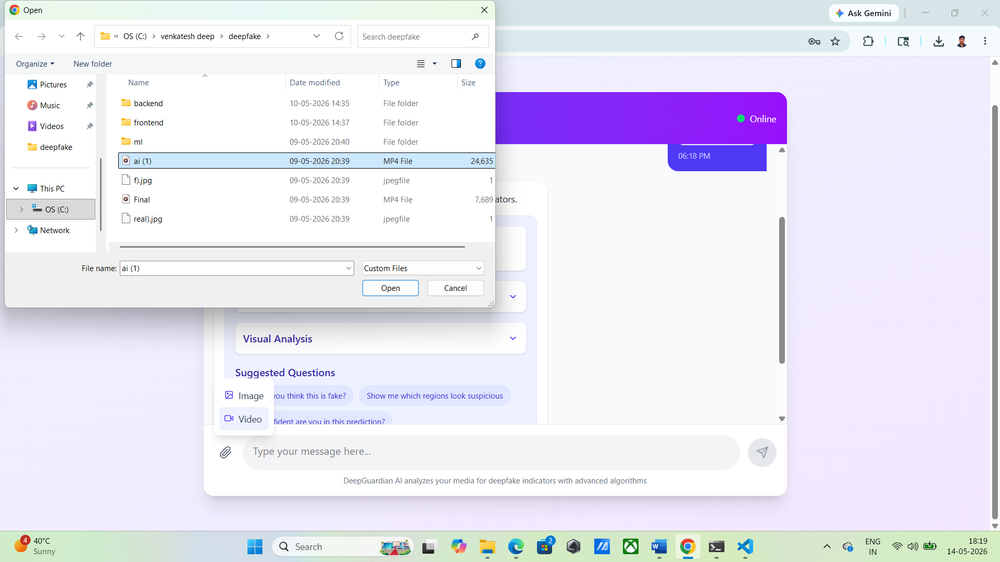 Open
Ask Gemini
« OS (C:) › venkatesh deep › deepfake ›
Search deepfake
Organize
New folder
Pictures
Music
Videos
deepfake
This PC
OS (C:)
Network
Name Date modified Type Size
backend 10-05-2026 14:35 File folder
frontend 10-05-2026 14:37 File folder
ml 09-05-2026 20:40 File folder
ai (1) 09-05-2026 20:39 MP4 File 24,635
f).jpg 09-05-2026 20:39 jpegfile 1
Final 09-05-2026 20:39 MP4 File 7,689
real).jpg 09-05-2026 20:39 jpegfile 1
File name: ai (1)
Custom Files
Open
Cancel
Online
06:18 PM
ators.
Visual Analysis
Suggested Questions
you think this is fake?
Show me which regions look suspicious
fident are you in this prediction?
Image
Video
Type your message here...
DeepGuardian AI analyzes your media for deepfake indicators with advanced algorithms
4
40°C
Sunny
Search
2
ENG
IN
18:19
14-05-2026